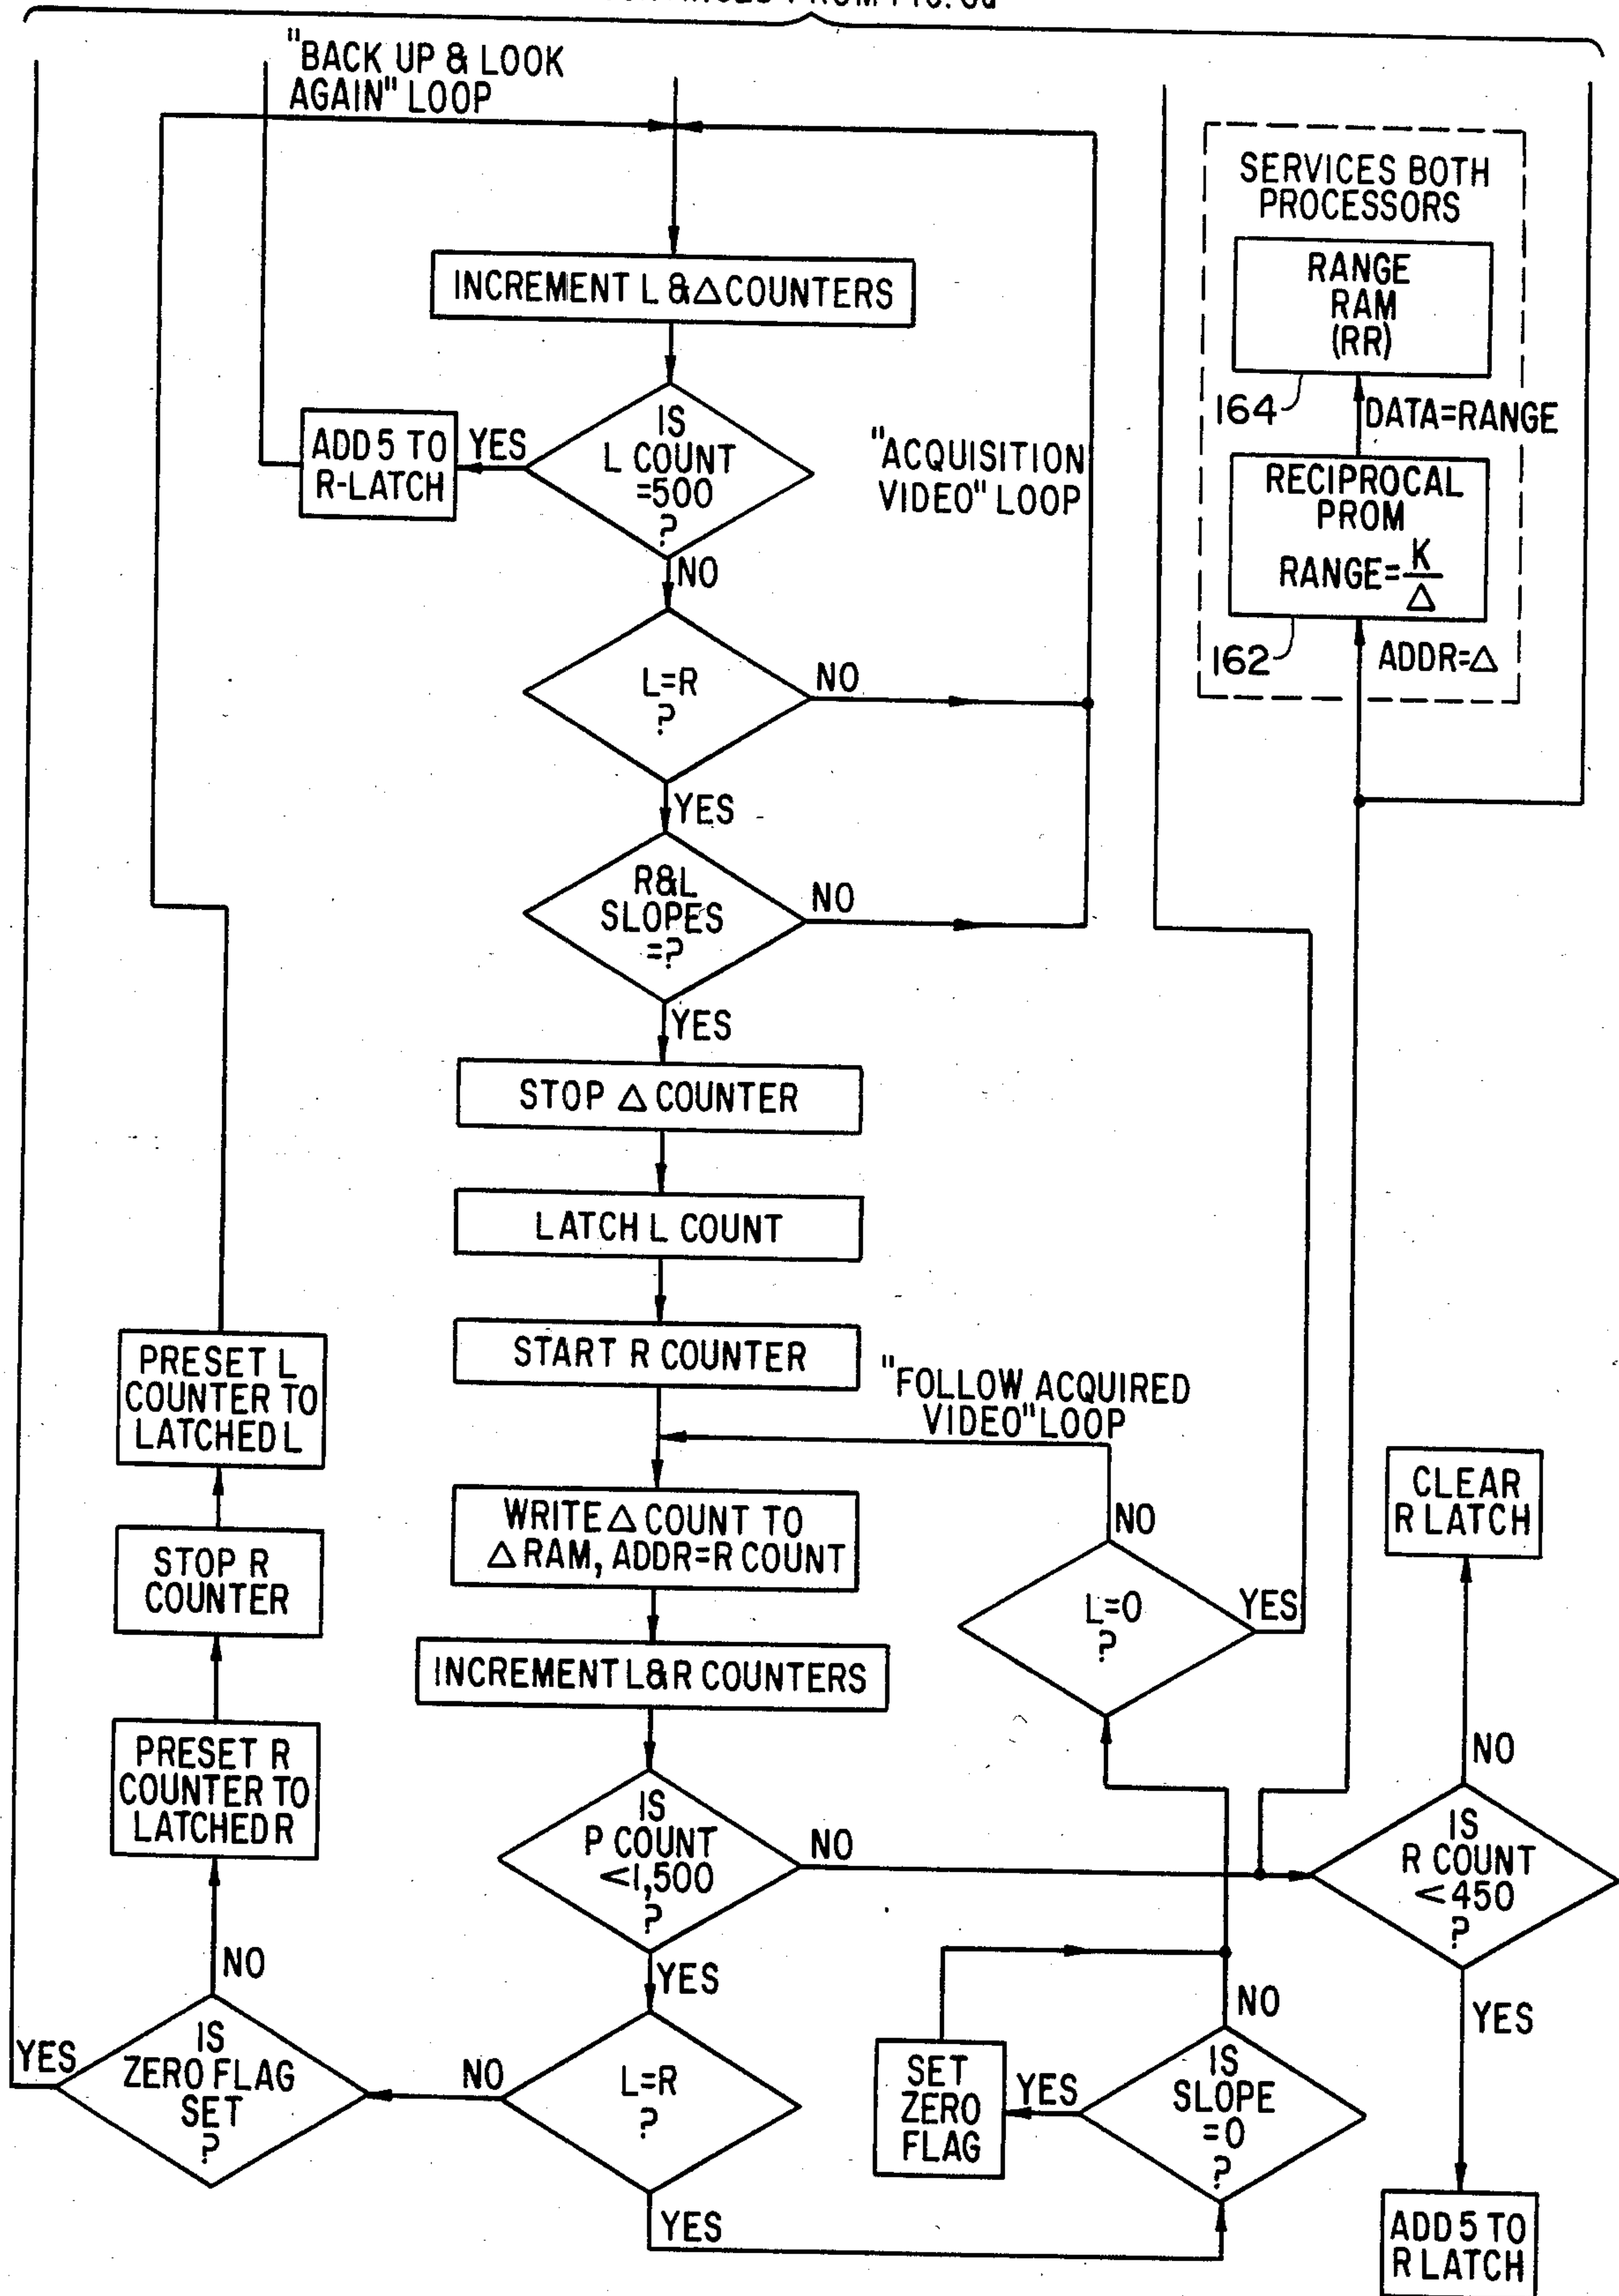 FROM FIG.
"BACK UP & LOOK
AGAIN" LOOP
SERVICES BOTH
PROCESSORS
RANGE
RAM
(RR)
164
DATA=RANGE
RECIPROCAL
PROM
RANGE=K/△
162
ADDR=△
INCREMENT L &△COUNTERS
IS
L COUNT
=500
?
YES
ADD 5 TO
R-LATCH
"ACQUISITION
VIDEO" LOOP
NO
L=R
?
NO
YES
R&L
SLOPES
=?
NO
YES
STOP △ COUNTER
LATCH L COUNT
START R COUNTER
"FOLLOW ACQUIRED
VIDEO" LOOP
WRITE △ COUNT TO
△ RAM, ADDR=R COUNT
INCREMENT L&R COUNTERS
NO
L=0
?
YES
IS
P COUNT
<1,500
?
NO
YES
L=R
?
NO
YES
IS
ZERO FLAG
SET
?
YES
NO
PRESET R
COUNTER TO
LATCHED R
STOP R
COUNTER
PRESET L
COUNTER TO
LATCHED L
IS
SLOPE
=0
?
YES
NO
SET
ZERO
FLAG
IS
R COUNT
<450
?
NO
CLEAR
R LATCH
YES
ADD 5 TO
R LATCH